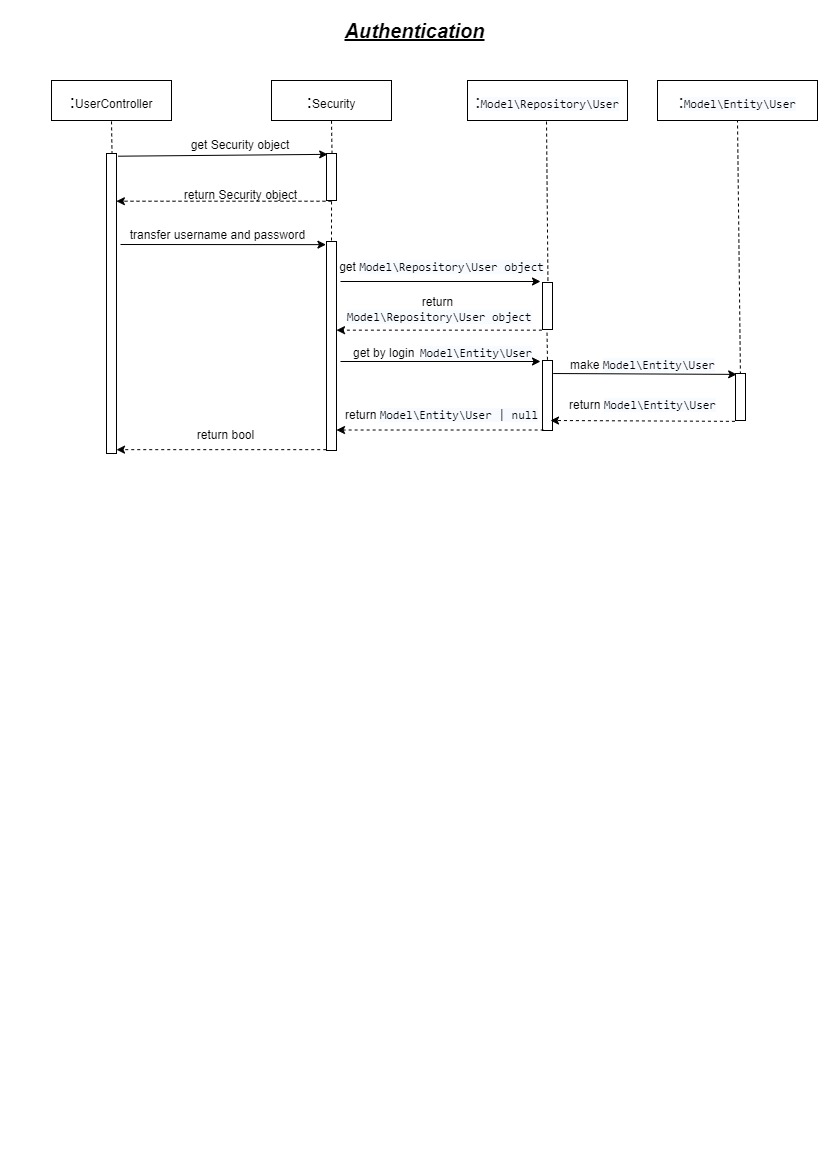 Authentication
:UserController
:Security
:Model\Repository\User
:Model\Entity\User
get Security object
return Security object
transfer username and password
get Model\Repository\User object
return
Model\Repository\User object
get by login Model\Entity\User
make Model\Entity\User
return Model\Entity\User
return Model\Entity\User | null
return bool